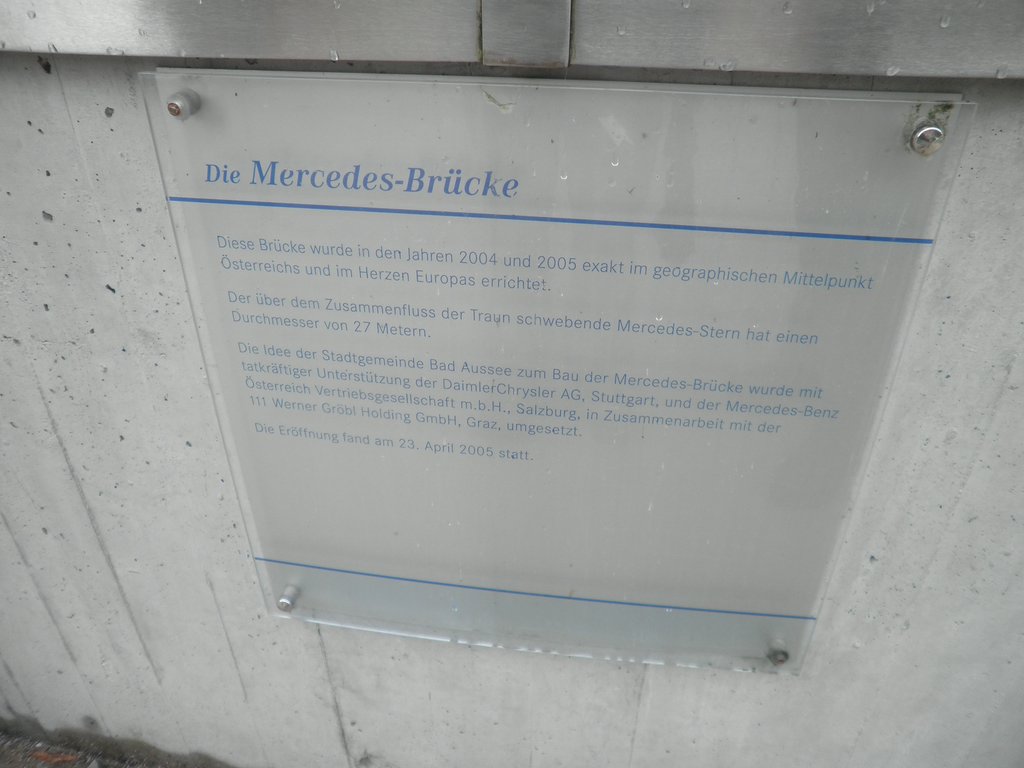 Die Mercedes-Brücke
Diese Brücke wurde in den Jahren 2004 und 2005 exakt im geographischen Mittelpunkt
Österreichs und im Herzen Europas errichtet.
Der über dem Zusammenfluss der Traun schwebende Mercedes-Stern hat einen
Durchmesser von 27 Metern.
Die Idee der Stadtgemeinde Bad Aussee zum Bau der Mercedes-Brücke wurde mit
tatkräftiger Unterstützung der DaimlerChrysler AG, Stuttgart, und der Mercedes-Benz
Österreich Vertriebsgesellschaft m.b.H., Salzburg, in Zusammenarbeit mit der
111 Werner Gröbl Holding GmbH, Graz, umgesetzt.
Die Eröffnung fand am 23. April 2005 statt.